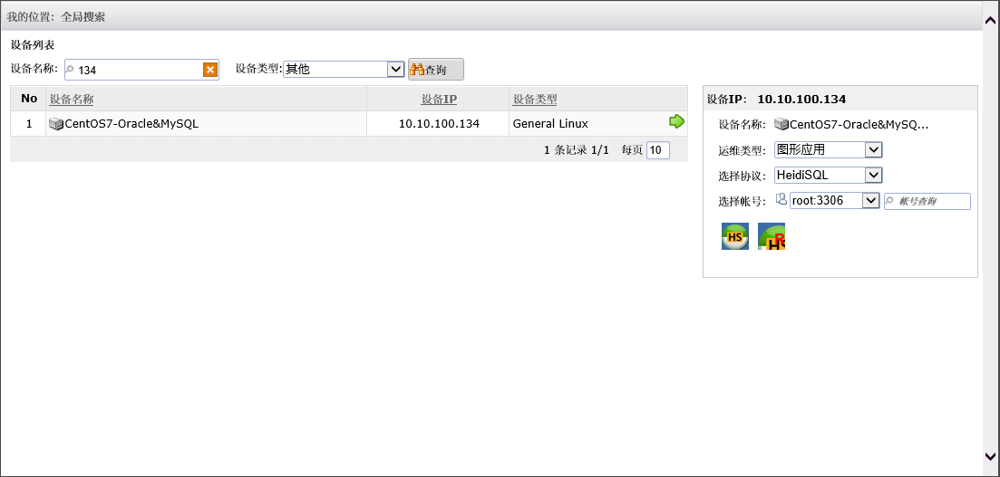 我的位置：全局搜索
设备列表
设备名称： 134 设备类型: 其他 查询
No 设备名称 设备IP 设备类型
1 CentOS7-Oracle&MySQL 10.10.100.134 General Linux
1 条记录 1/1 每页 10
设备IP： 10.10.100.134
设备名称： CentOS7-Oracle&MySQ...
运维类型： 图形应用
选择协议： HeidiSQL
选择帐号： root:3306 帐号查询
HS HS R